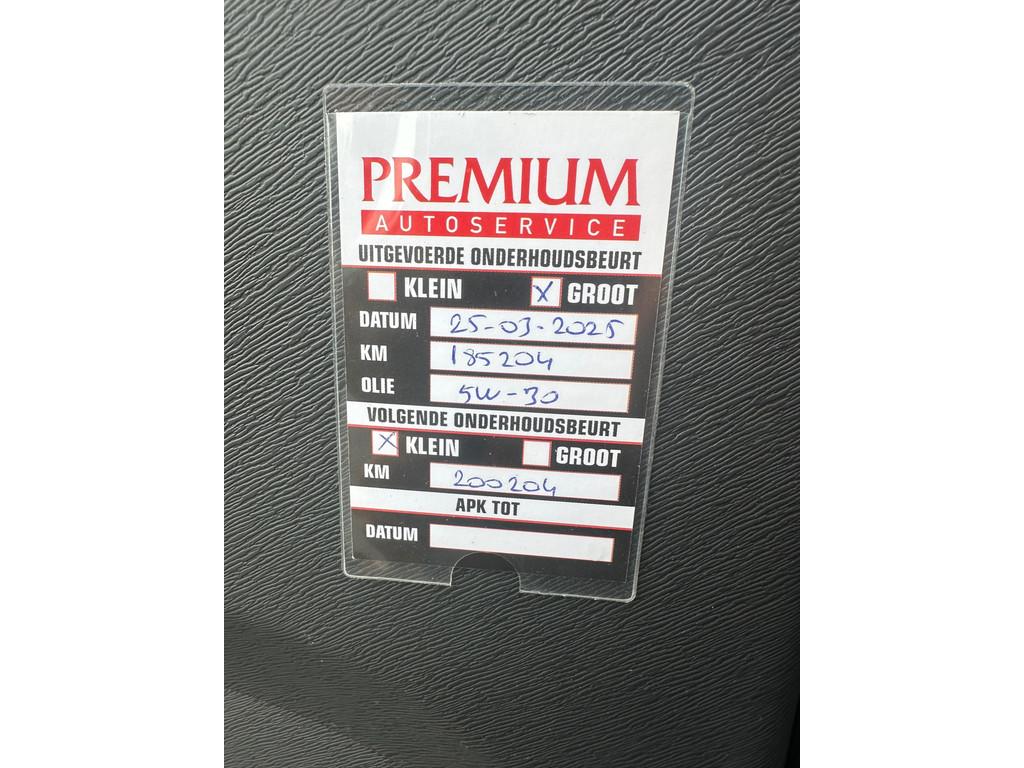 PREMIUM
AUTOSERVICE
UITGEVOERDE ONDERHOUDSBEURT
KLEIN X GROOT
DATUM 25-03-2025
KM 185204
OLIE 5W-30
VOLGENDE ONDERHOUDSBEURT
X KLEIN GROOT
KM 200204
APK TOT
DATUM